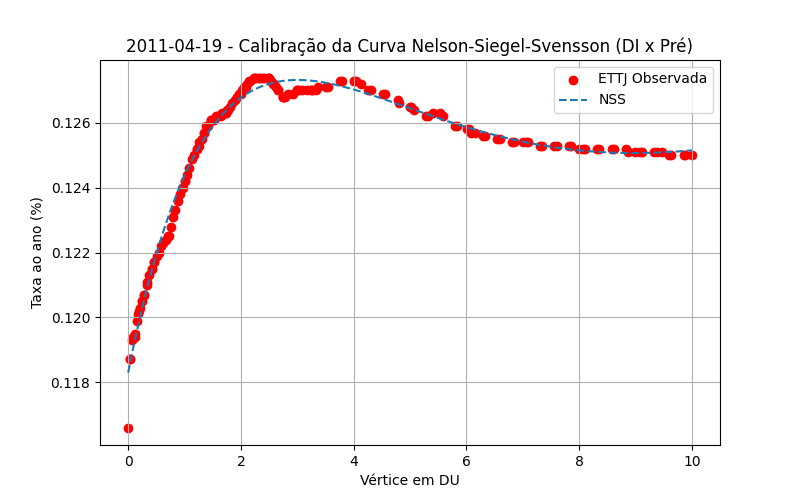 2011-04-19 - Calibração da Curva Nelson-Siegel-Svensson (DI x Pré)
ETTJ Observada
NSS
0.126
0.124
0.122
0.120
0.118
Taxa ao ano (%)
0 2 4 6 8 10
Vértice em DU